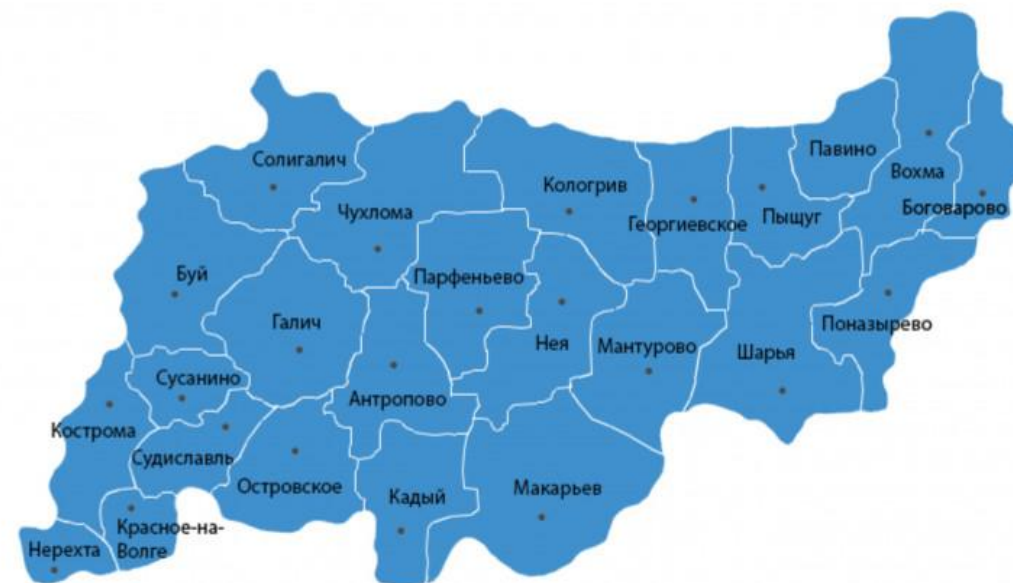 Солигалич
Чухлома
Кологрив
Георгиевское
Пыщуг
Павино
Вохма
Боговарово
Буй
Парфеньево
Галич
Нея
Мантурово
Шарья
Поназырево
Сусанино
Антропово
Кострома
Судиславль
Островское
Кадый
Макарьев
Нерехта
Красное-на-
Волге